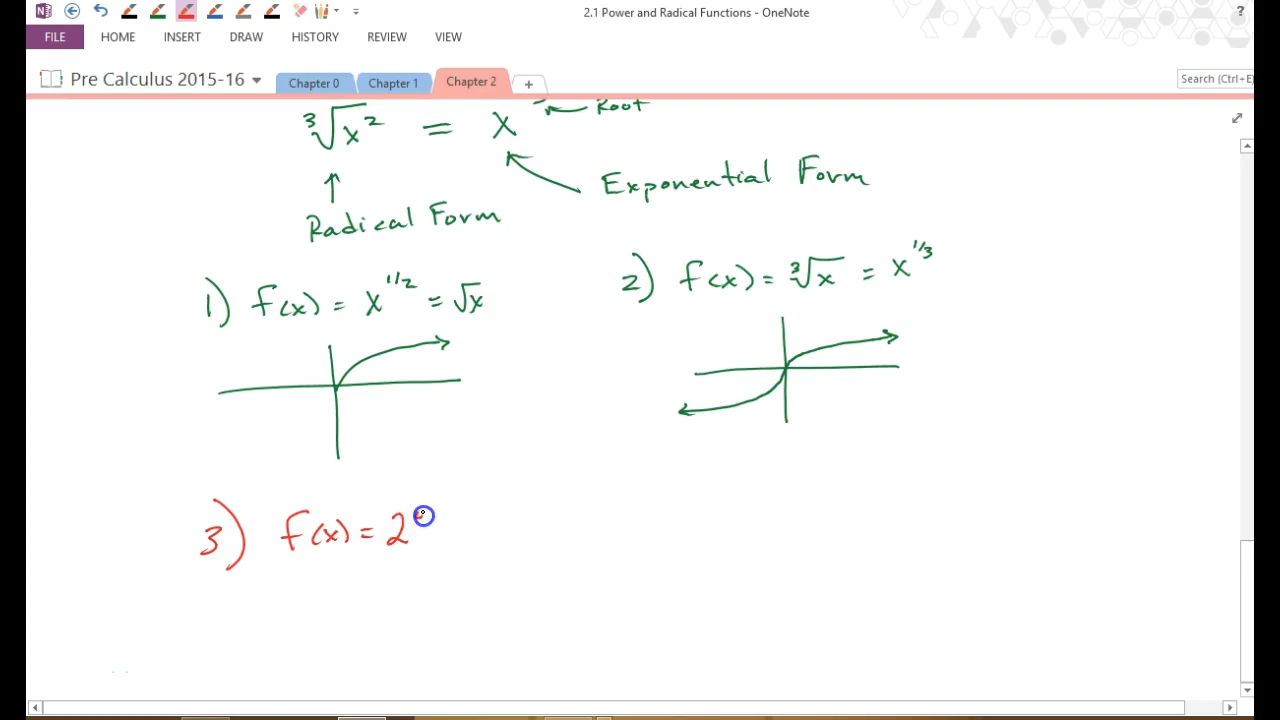 2.1 Power and Radical Functions - OneNote
?
FILE HOME INSERT DRAW HISTORY REVIEW VIEW
Pre Calculus 2015-16 Chapter 0 Chapter 1 Chapter 2 +
Search (Ctrl+E)
← Root
∛x² = x
Exponential Form
Radical Form
1) f(x) = x^1/2 = √x
2) f(x) = ∛x = x^1/3
3) f(x) = 2